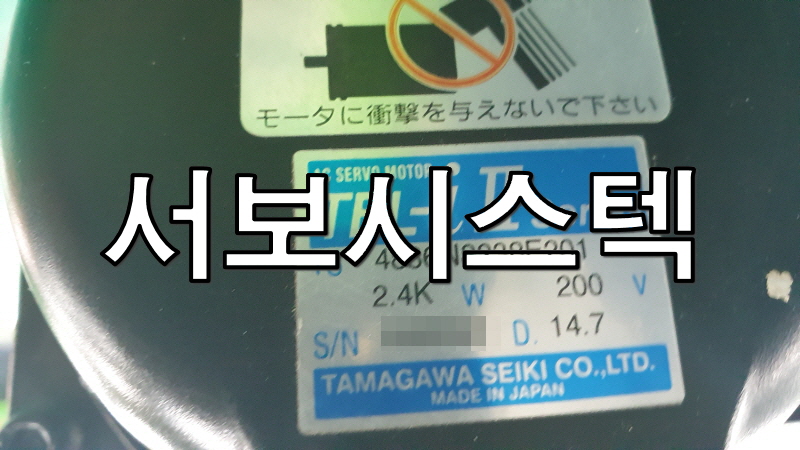 モータに衝撃を与えないで下さい
AC SERVO MOTOR
서보시스텍
2.4K W 200 V
S/N D. 14.7
TAMAGAWA SEIKI CO.,LTD.
MADE IN JAPAN